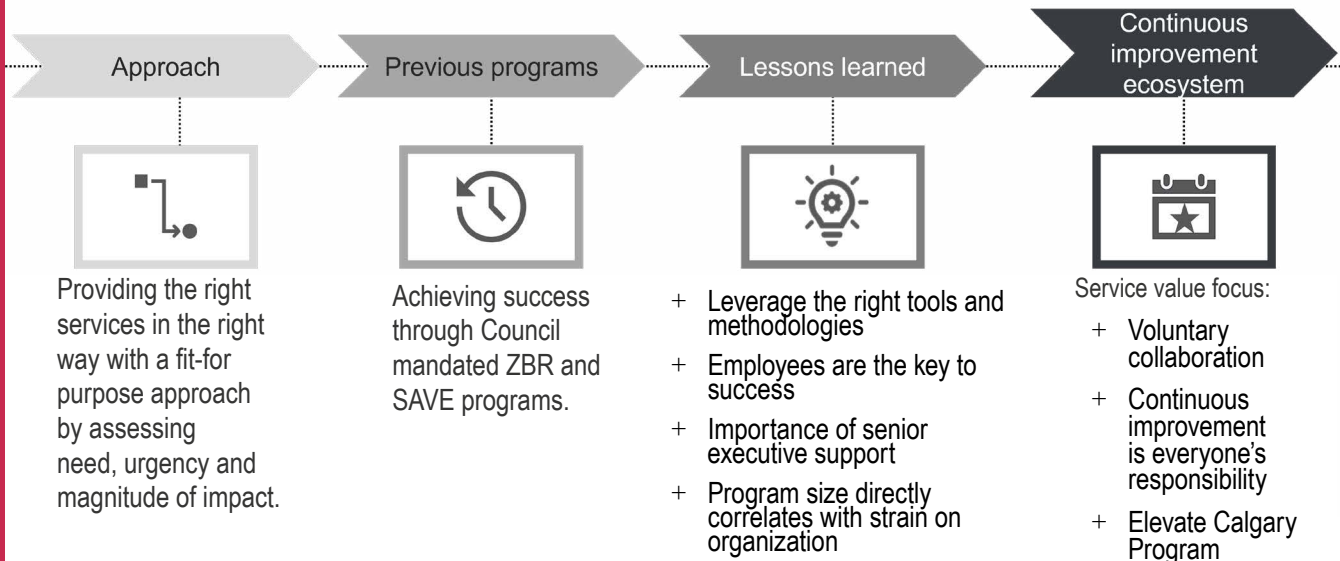 Approach
Previous programs
Lessons learned
Continuous
improvement
ecosystem
Providing the right
services in the right
way with a fit-for
purpose approach
by assessing
need, urgency and
magnitude of impact.
Achieving success
through Council
mandated ZBR and
SAVE programs.
+ Leverage the right tools and
methodologies
+ Employees are the key to
success
+ Importance of senior
executive support
+ Program size directly
correlates with strain on
organization
Service value focus:
+ Voluntary
collaboration
+ Continuous
improvement
is everyone’s
responsibility
+ Elevate Calgary
Program